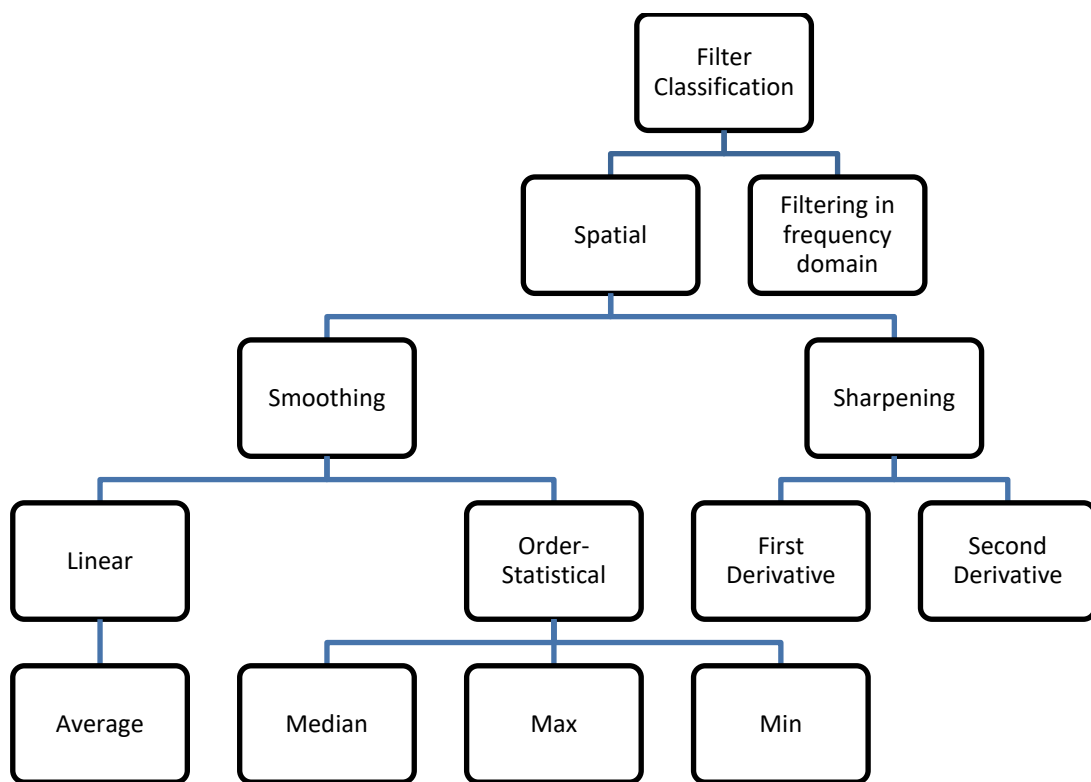 Filter
Classification
Spatial
Filtering in
frequency
domain
Smoothing
Sharpening
Linear
Order-
Statistical
First
Derivative
Second
Derivative
Average
Median
Max
Min